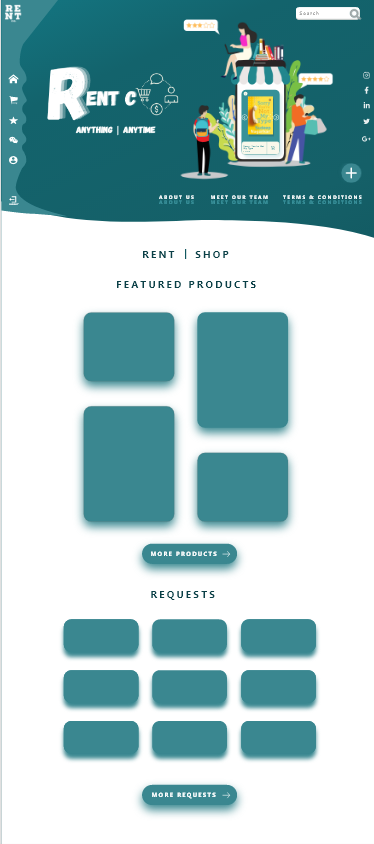 RE
NT
Search
RENT C
ANYTHING | ANYTIME
ABOUT US
MEET OUR TEAM
TERMS & CONDITIONS
RENT | SHOP
FEATURED PRODUCTS
MORE PRODUCTS →
REQUESTS
MORE REQUESTS →